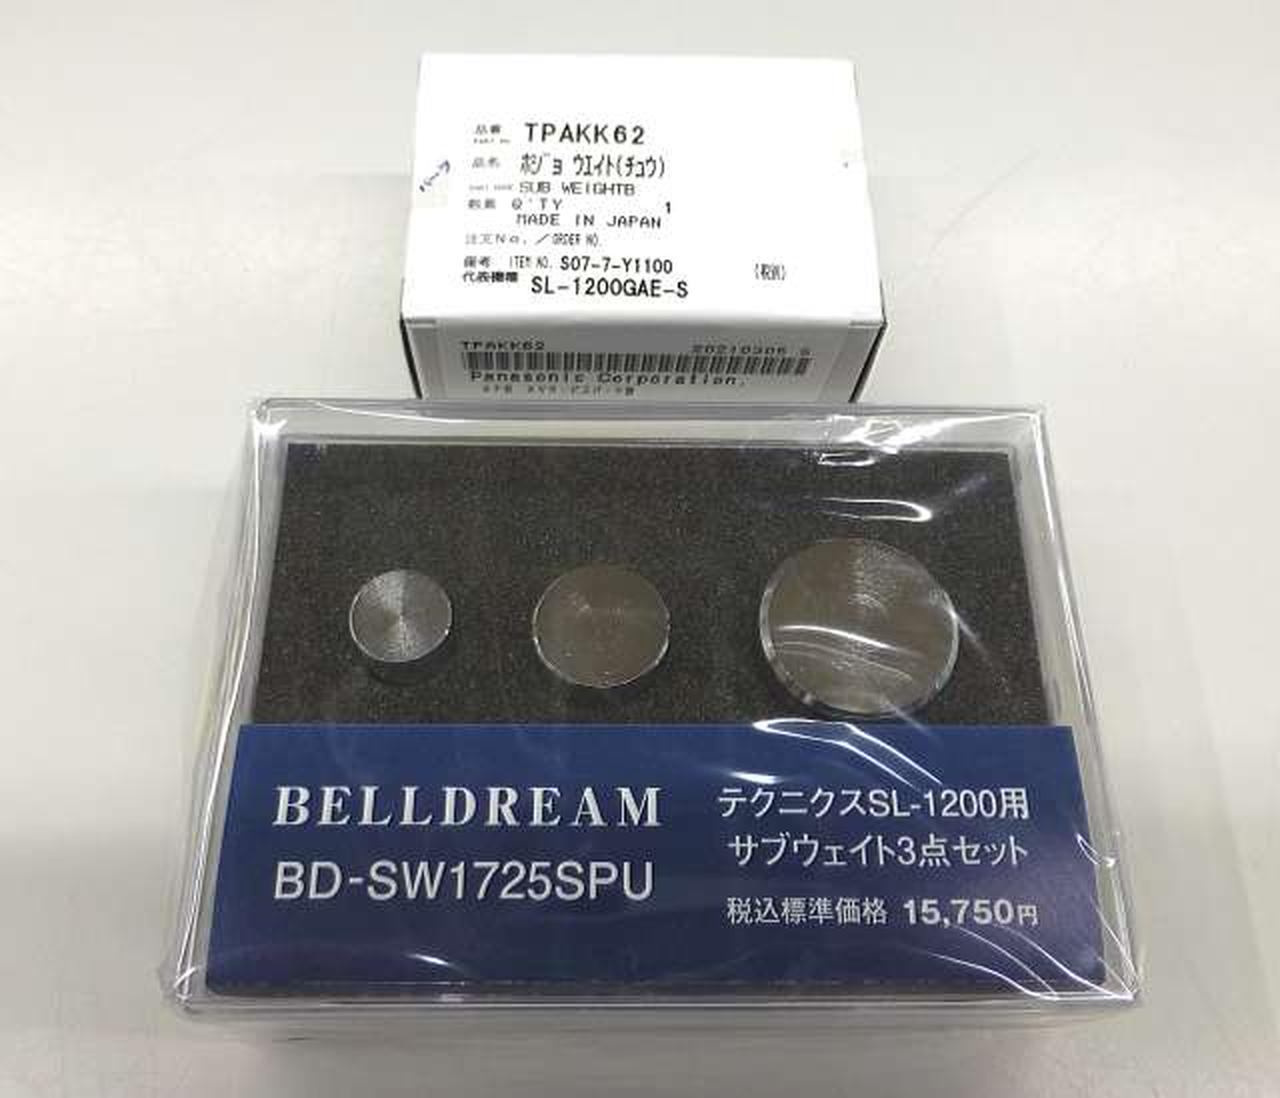 品番 TPAKK62
品名 ホジョ ウエイト(チュウ)
SUB WEIGHTB
数量 Q'TY 1
MADE IN JAPAN
注文No./ORDER NO.
備考 ITEM NO. S07-7-Y1100
(税別)
代表機種 SL-1200GAE-S
TPAKK62
Panasonic Corporation.
BELLDREAM
BD-SW1725SPU
テクニクスSL-1200用
サブウェイト3点セット
税込標準価格 15,750円